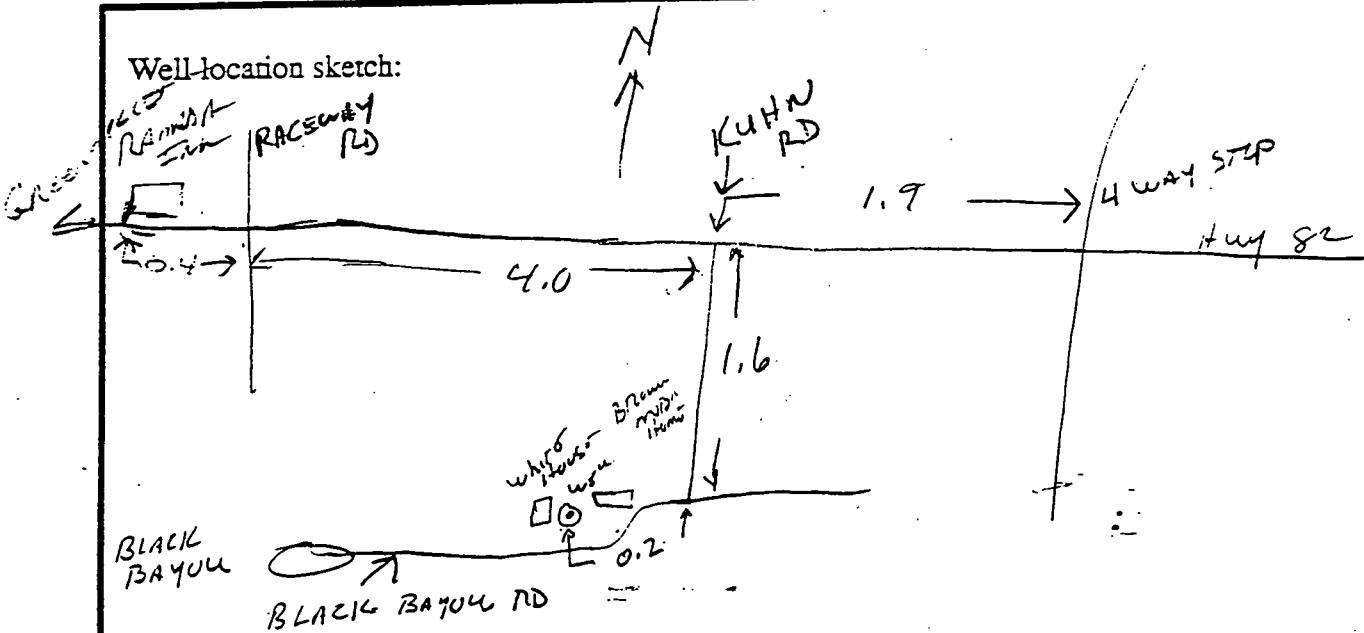 Well-location sketch:
N
RAMADA
INN
RACEWAY
RD
KUHN
RD
1.9
4 WAY STOP
Hwy 82
0.4
4.0
1.6
Brown
Home
White
House
Well
0.2
BLACK
BAYOU
BLACK BAYOU RD